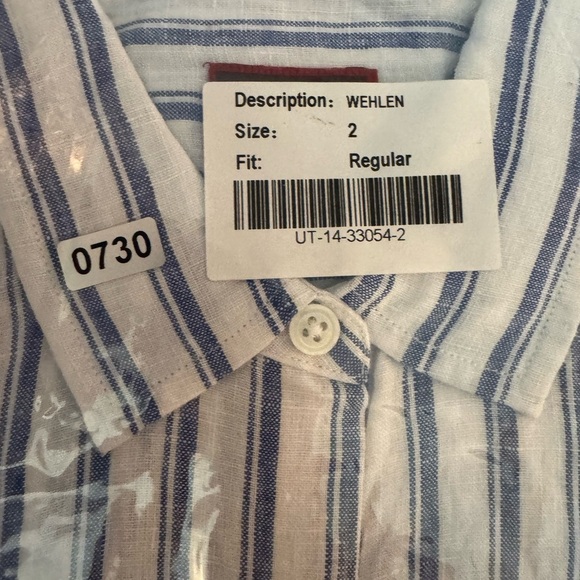 Description: WEHLEN
Size: 2
Fit: Regular
UT-14-33054-2
0730